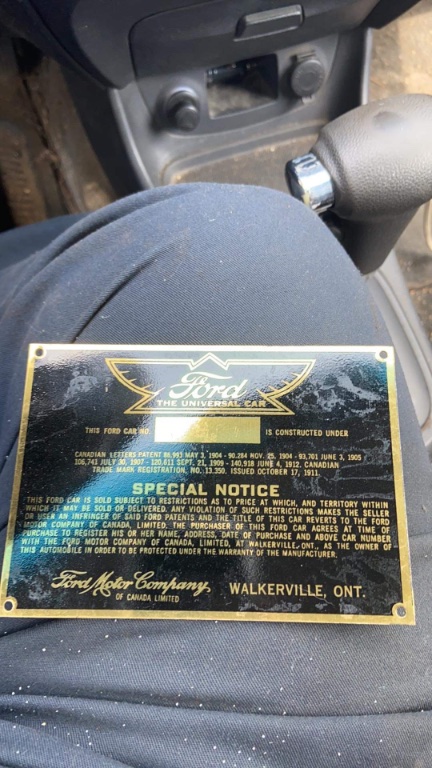 Ford
THE UNIVERSAL CAR
THIS FORD CAR NO. IS CONSTRUCTED UNDER
CANADIAN LETTERS PATENT 86,983 MAY 3, 1904 - 90,284 NOV. 25, 1904 - 93,701 JUNE 3, 1905
106,741 JULY 30, 1907 - 120,611 SEPT. 21, 1909 - 140,918 JUNE 4, 1912. CANADIAN
TRADE MARK REGISTRATION, NO. 13,350. ISSUED OCTOBER 17, 1911.
SPECIAL NOTICE
THIS FORD CAR IS SOLD SUBJECT TO RESTRICTIONS AS TO PRICE AT WHICH, AND TERRITORY WITHIN
WHICH IT MAY BE SOLD OR DELIVERED. ANY VIOLATION OF SUCH RESTRICTIONS MAKES THE SELLER
OR USER AN INFRINGER OF SAID FORD PATENTS AND THE TITLE OF THIS CAR REVERTS TO THE FORD
MOTOR COMPANY OF CANADA, LIMITED. THE PURCHASER OF THIS FORD CAR AGREES AT TIME OF
PURCHASE TO REGISTER HIS OR HER NAME, ADDRESS, DATE OF PURCHASE AND ABOVE CAR NUMBER
WITH THE FORD MOTOR COMPANY OF CANADA, LIMITED, AT WALKERVILLE, ONT., AS THE OWNER OF
THIS AUTOMOBILE IN ORDER TO BE PROTECTED UNDER THE WARRANTY OF THE MANUFACTURER.
Ford Motor Company
OF CANADA, LIMITED
WALKERVILLE, ONT.